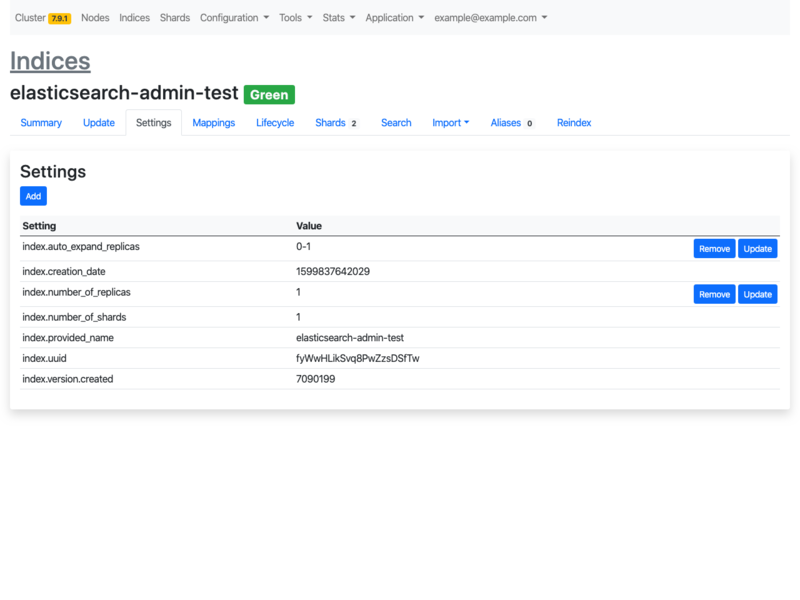 Cluster 7.9.1 Nodes Indices Shards Configuration Tools Stats Application example@example.com
Indices
elasticsearch-admin-test Green
Summary Update Settings Mappings Lifecycle Shards 2 Search Import Aliases 0 Reindex
Settings
Add
Setting Value
index.auto_expand_replicas 0-1 Remove Update
index.creation_date 1599837642029
index.number_of_replicas 1 Remove Update
index.number_of_shards 1
index.provided_name elasticsearch-admin-test
index.uuid fyWwHLikSvq8PwZzsDSfTw
index.version.created 7090199